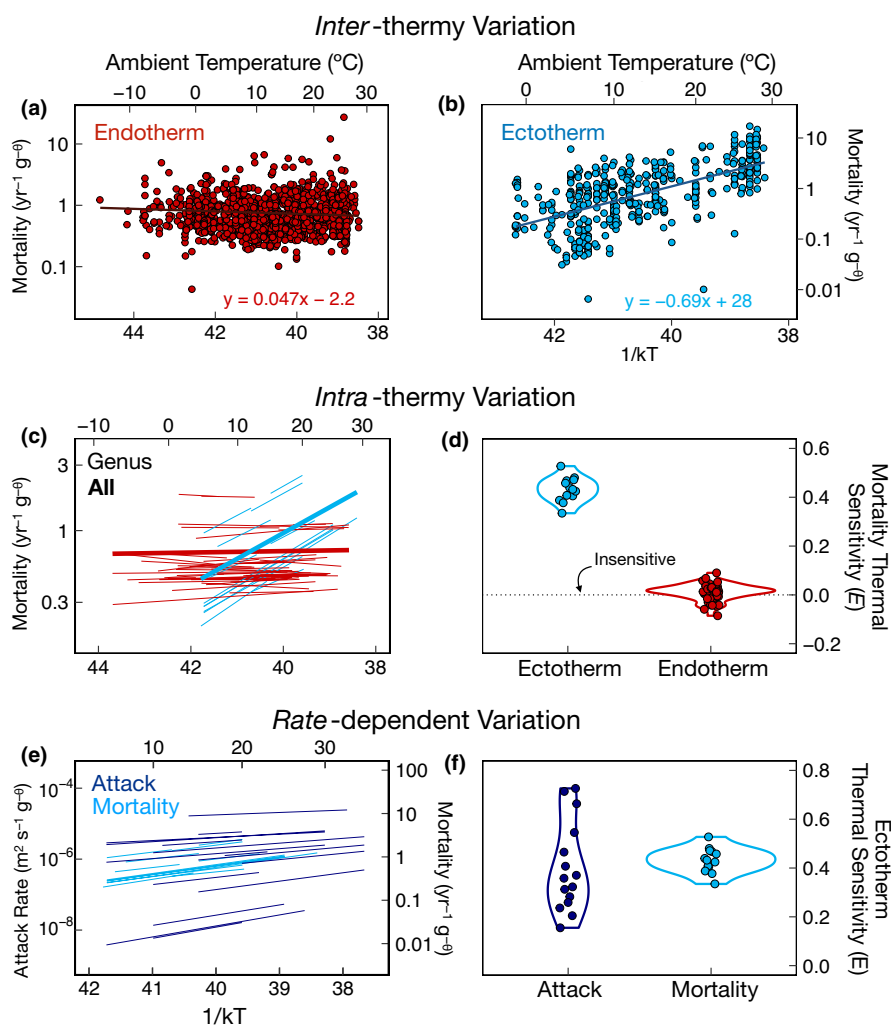 Inter-thermy Variation
Ambient Temperature (ºC)
Ambient Temperature (ºC)
−10 0 10 20 30
0 10 20 30
(a)
(b)
Endotherm
Ectotherm
Mortality (yr⁻¹ g⁻ᶿ)
10
1
0.1
10
1
0.1
0.01
Mortality (yr⁻¹ g⁻ᶿ)
y = 0.047x − 2.2
y = −0.69x + 28
44 42 40 38
42 40 38
1/kT
Intra-thermy Variation
−10 0 10 20 30
(c)
(d)
Genus
All
Mortality (yr⁻¹ g⁻ᶿ)
3
1
0.3
44 42 40 38
Insensitive
0.6
0.4
0.2
0.0
−0.2
Mortality Thermal
Sensitivity (E)
Ectotherm Endotherm
Rate-dependent Variation
10 20 30
(e)
(f)
Attack
Mortality
Attack Rate (m² s⁻¹ g⁻ᶿ)
10⁻⁴
10⁻⁶
10⁻⁸
100
10
1
0.1
0.01
Mortality (yr⁻¹ g⁻ᶿ)
42 41 40 39 38
1/kT
0.8
0.6
0.4
0.2
0.0
Ectotherm
Thermal Sensitivity (E)
Attack Mortality